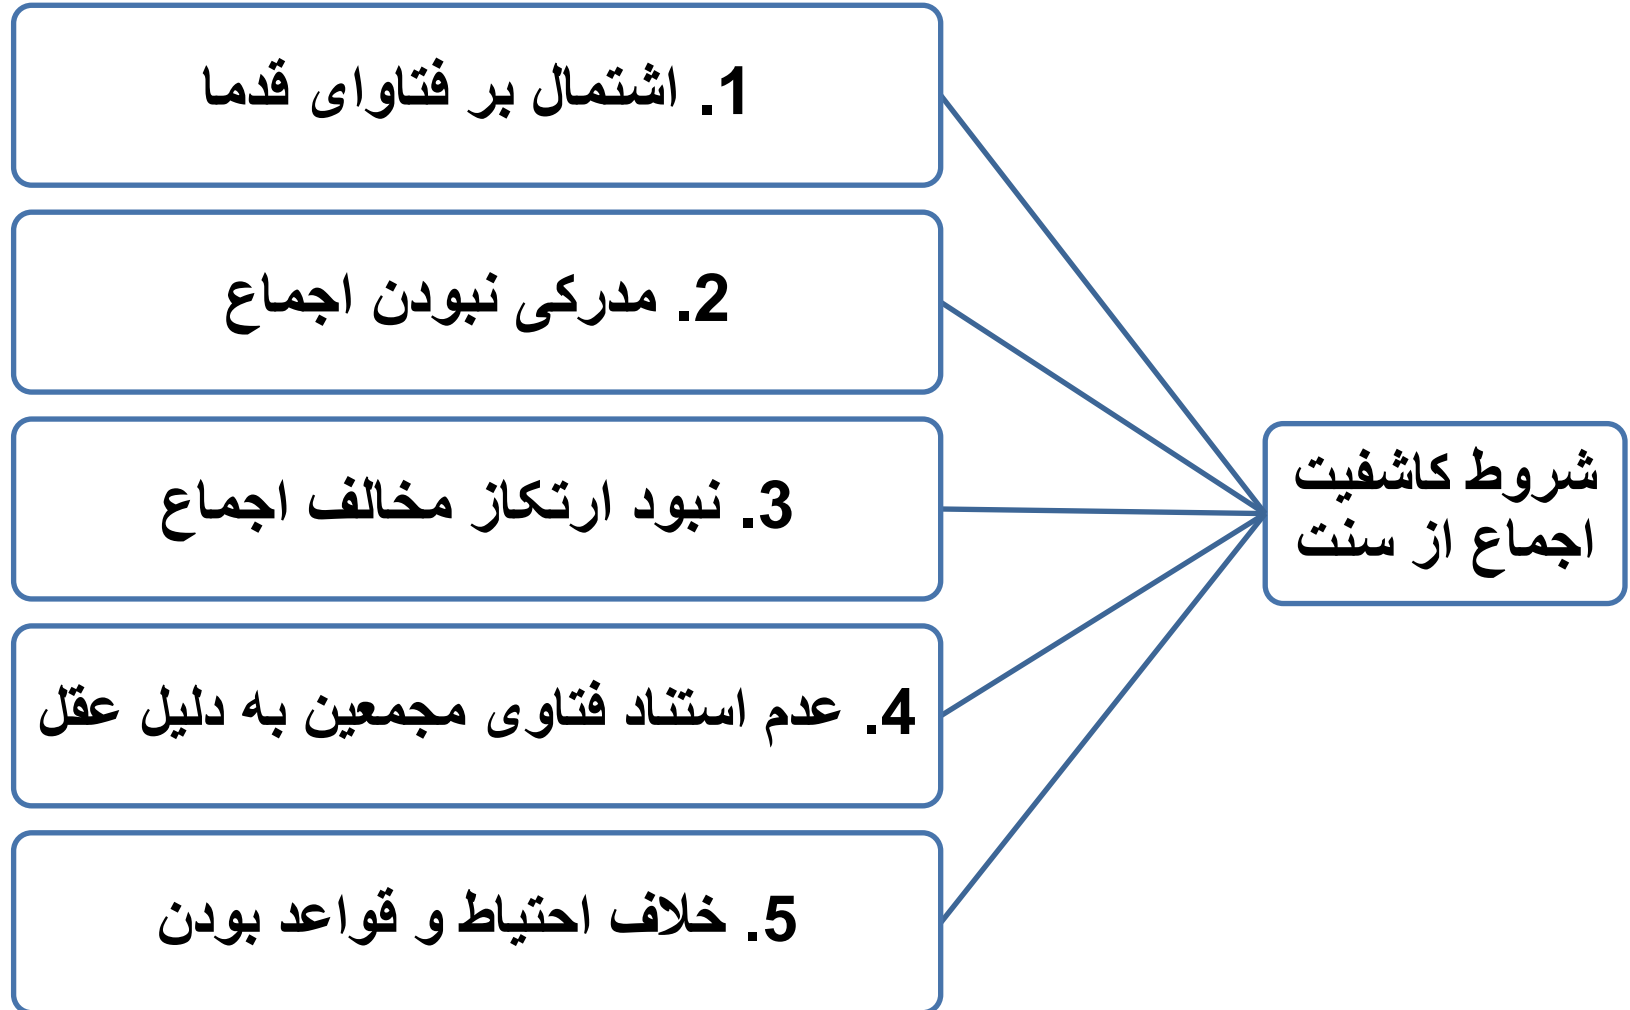 شروط کاشفیت
اجماع از سنت
1. اشتمال بر فتاوای قدما
2. مدرکی نبودن اجماع
3. نبود ارتکاز مخالف اجماع
4. عدم استناد فتاوی مجمعین به دلیل عقل
5. خلاف احتیاط و قواعد بودن